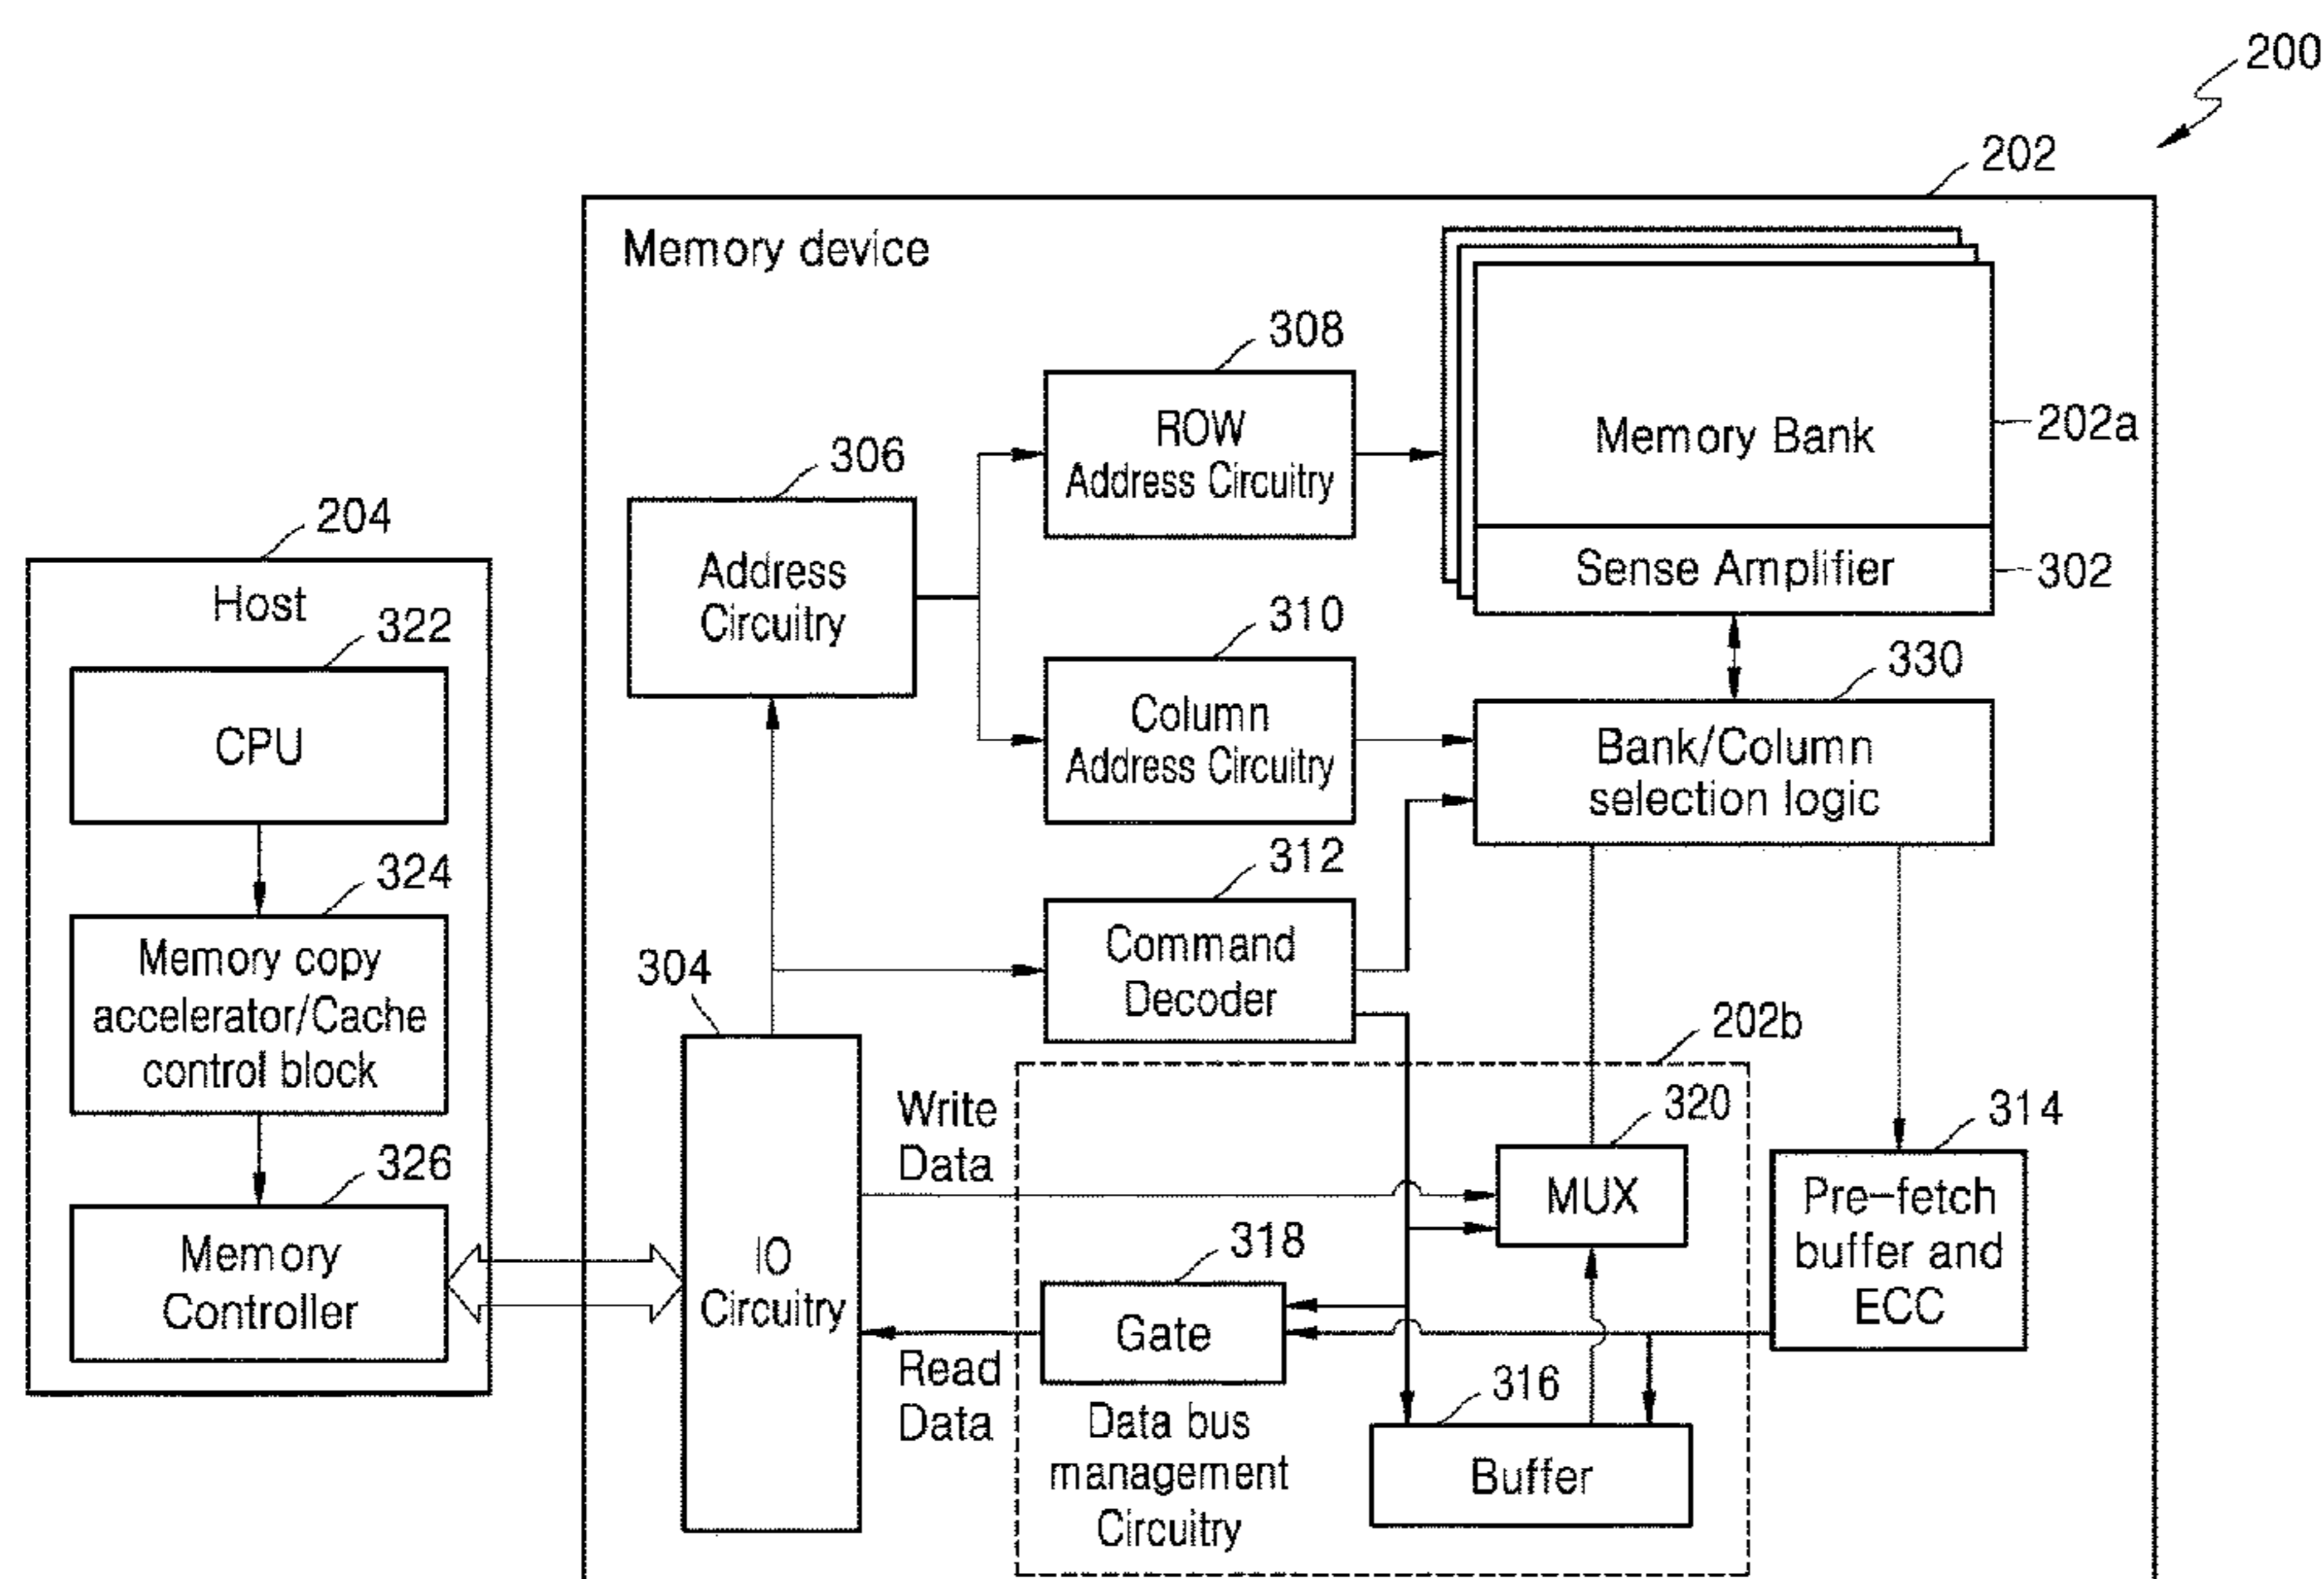 200
202
Memory device
308
ROW
Address Circuitry
Memory Bank
202a
306
Address
Circuitry
Sense Amplifier
302
204
Host
322
CPU
310
Column
Address Circuitry
330
Bank/Column
selection logic
324
Memory copy
accelerator/Cache
control block
312
Command
Decoder
304
IO
Circuitry
202b
Write
Data
320
MUX
314
Pre-fetch
buffer and
ECC
326
Memory
Controller
318
Gate
Read
Data
Data bus
management
Circuitry
316
Buffer